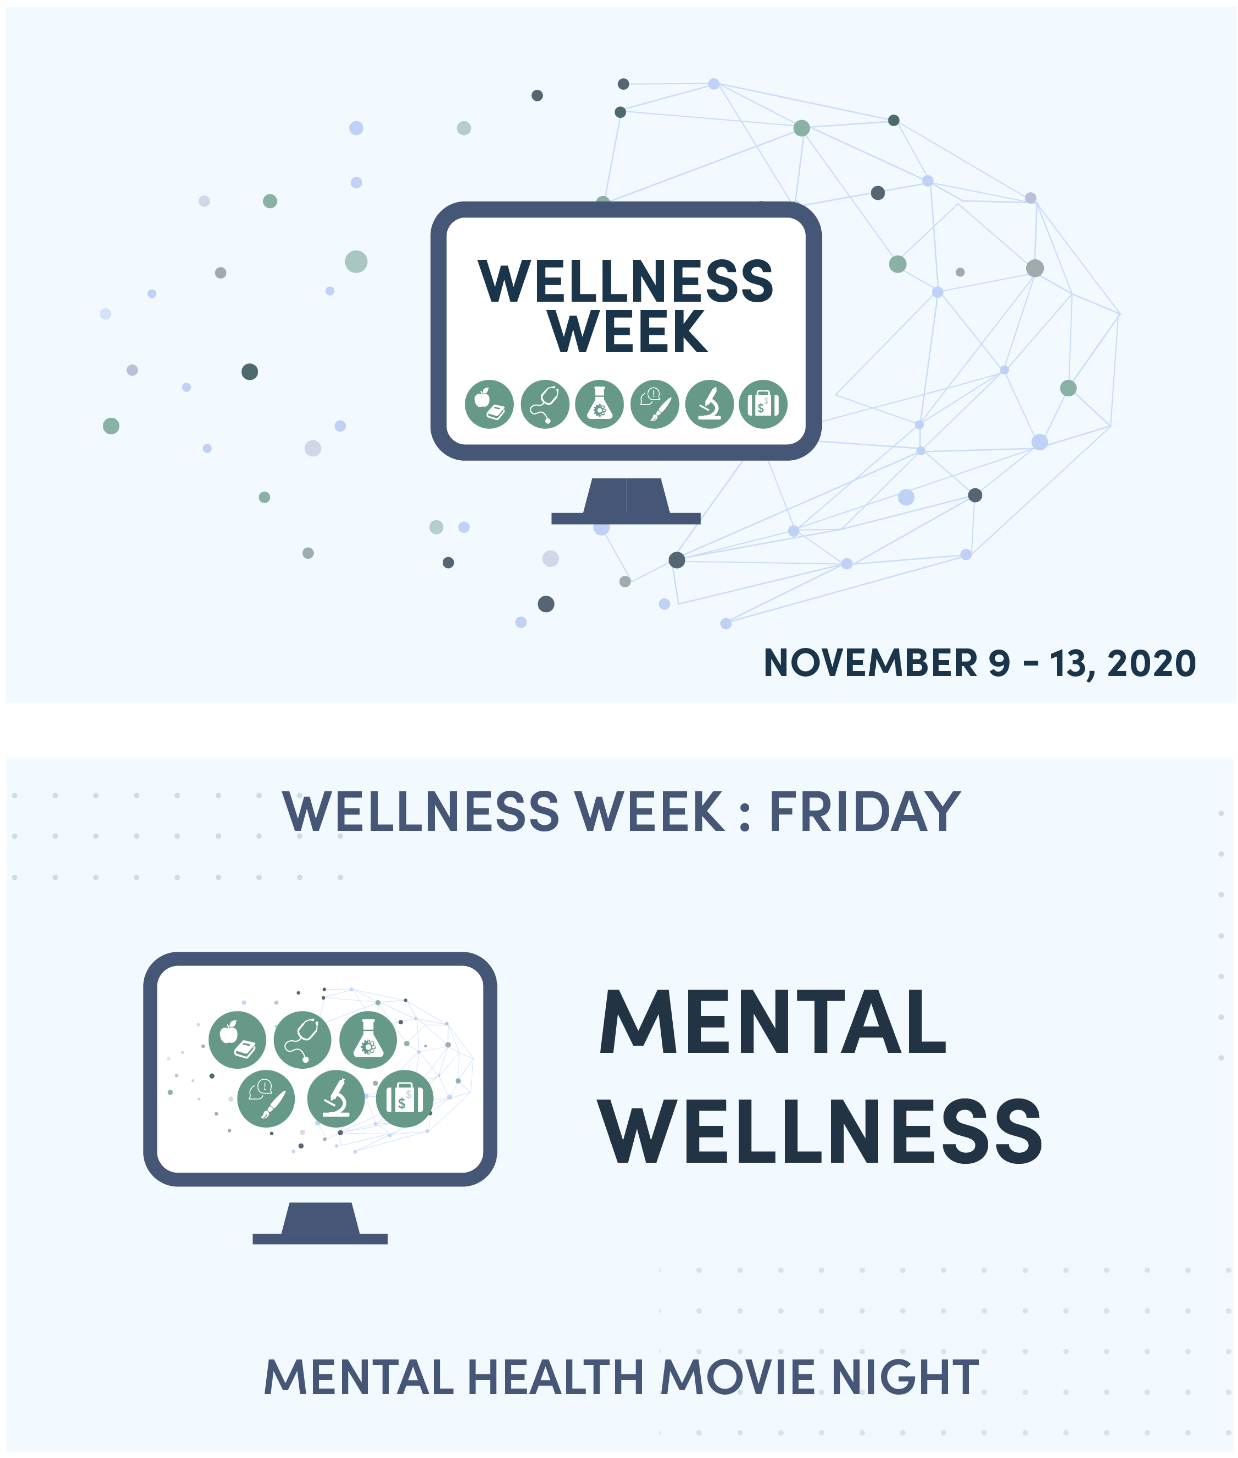 WELLNESS
WEEK
NOVEMBER 9 - 13, 2020
WELLNESS WEEK : FRIDAY
MENTAL
WELLNESS
MENTAL HEALTH MOVIE NIGHT